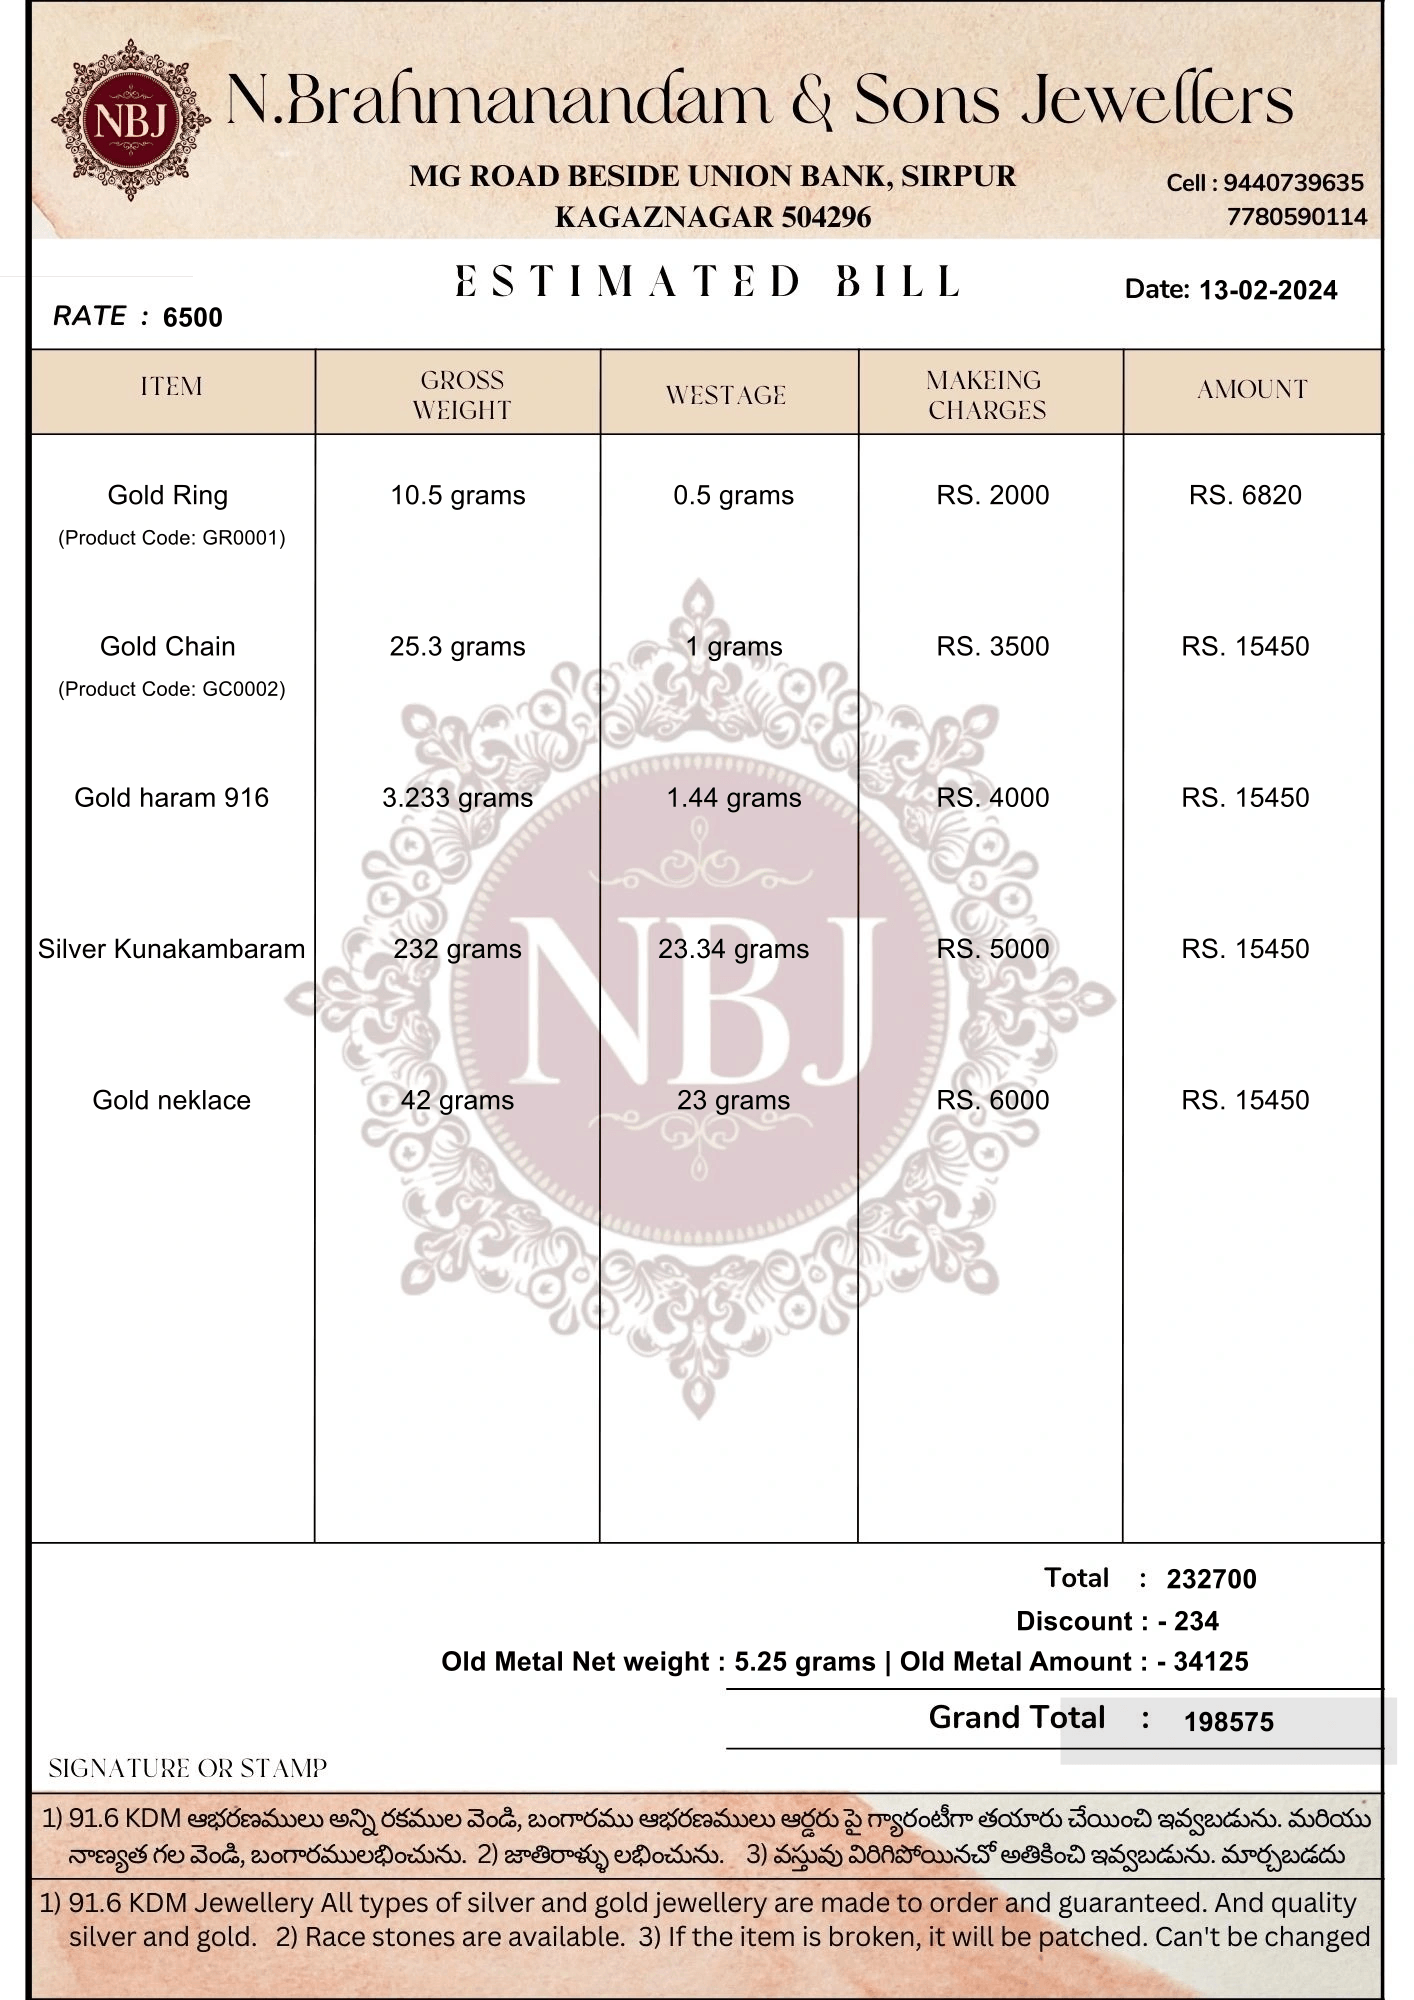 NBJ
N.Brahmanandam & Sons Jewellers
MG ROAD BESIDE UNION BANK, SIRPUR
KAGAZNAGAR 504296
Cell : 9440739635
7780590114
ESTIMATED BILL
Date: 13-02-2024
RATE : 6500
ITEM GROSS WEIGHT WESTAGE MAKEING CHARGES AMOUNT
Gold Ring 10.5 grams 0.5 grams RS. 2000 RS. 6820
(Product Code: GR0001)
Gold Chain 25.3 grams 1 grams RS. 3500 RS. 15450
(Product Code: GC0002)
Gold haram 916 3.233 grams 1.44 grams RS. 4000 RS. 15450
Silver Kunakambaram 232 grams 23.34 grams RS. 5000 RS. 15450
NBJ
Gold neklace 42 grams 23 grams RS. 6000 RS. 15450
Total : 232700
Discount : - 234
Old Metal Net weight : 5.25 grams | Old Metal Amount : - 34125
Grand Total : 198575
SIGNATURE OR STAMP
1) 91.6 KDM ఆభరణములు అన్ని రకముల వెండి, బంగారము ఆభరణములు ఆర్డరు పై గ్యారంటీగా తయారు చేయించి ఇవ్వబడును. మరియు
నాణ్యత గల వెండి, బంగారములభించును. 2) జాతిరాళ్ళు లభించును. 3) వస్తువు విరిగిపోయినచో అతికించి ఇవ్వబడును. మార్చబడదు
1) 91.6 KDM Jewellery All types of silver and gold jewellery are made to order and guaranteed. And quality
silver and gold. 2) Race stones are available. 3) If the item is broken, it will be patched. Can't be changed